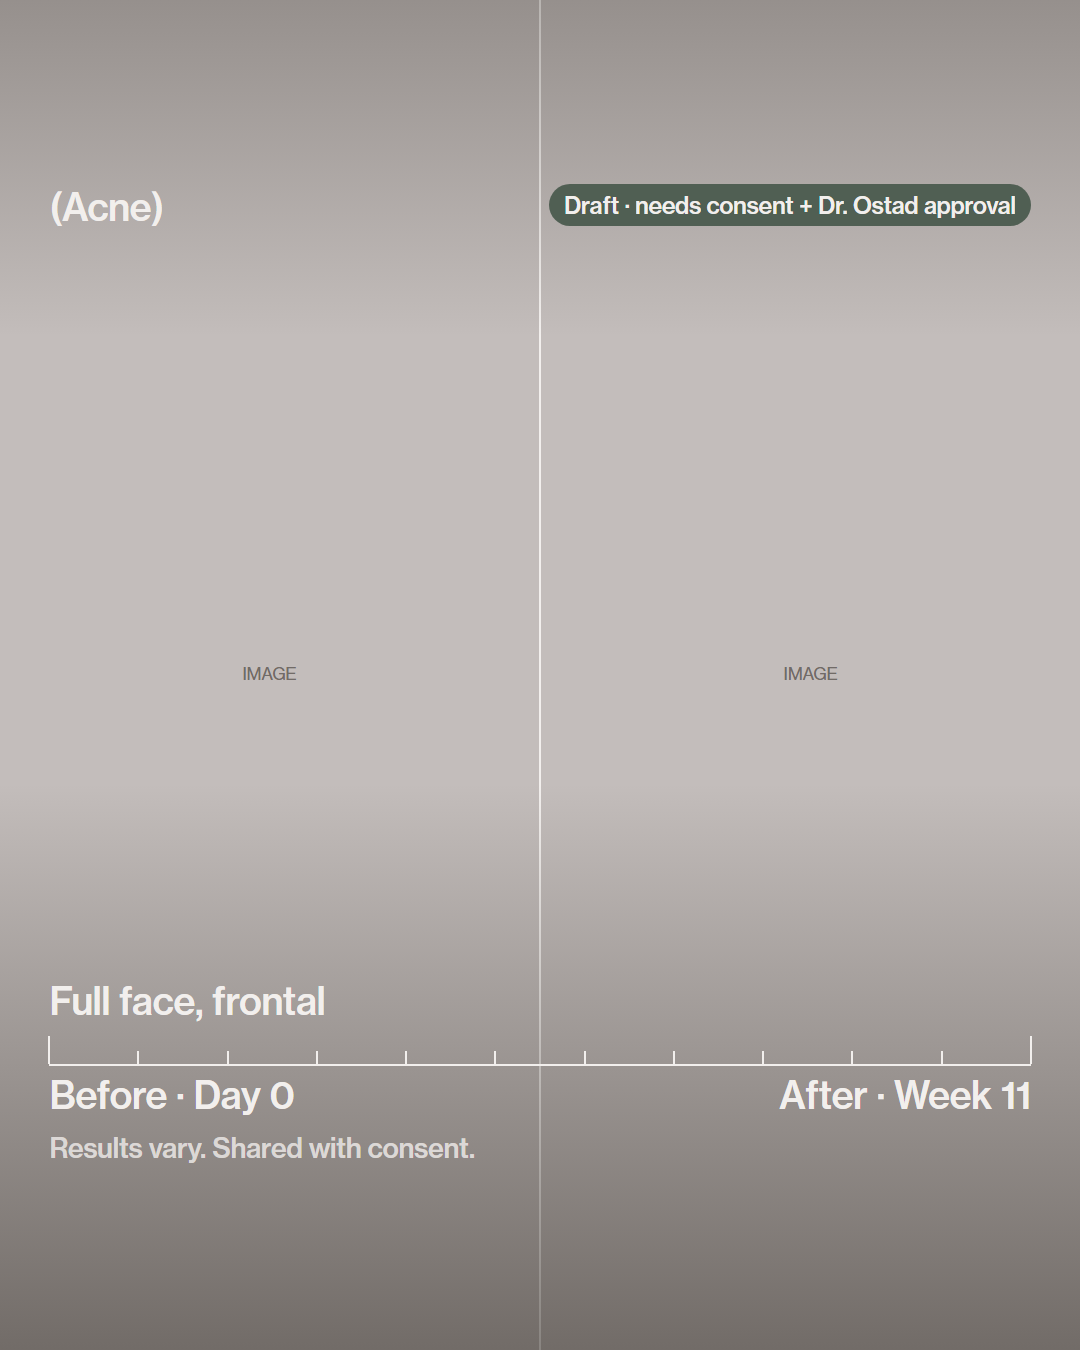 (Acne)
Draft · needs consent + Dr. Ostad approval
IMAGE
IMAGE
Full face, frontal
Before · Day 0
After · Week 11
Results vary. Shared with consent.